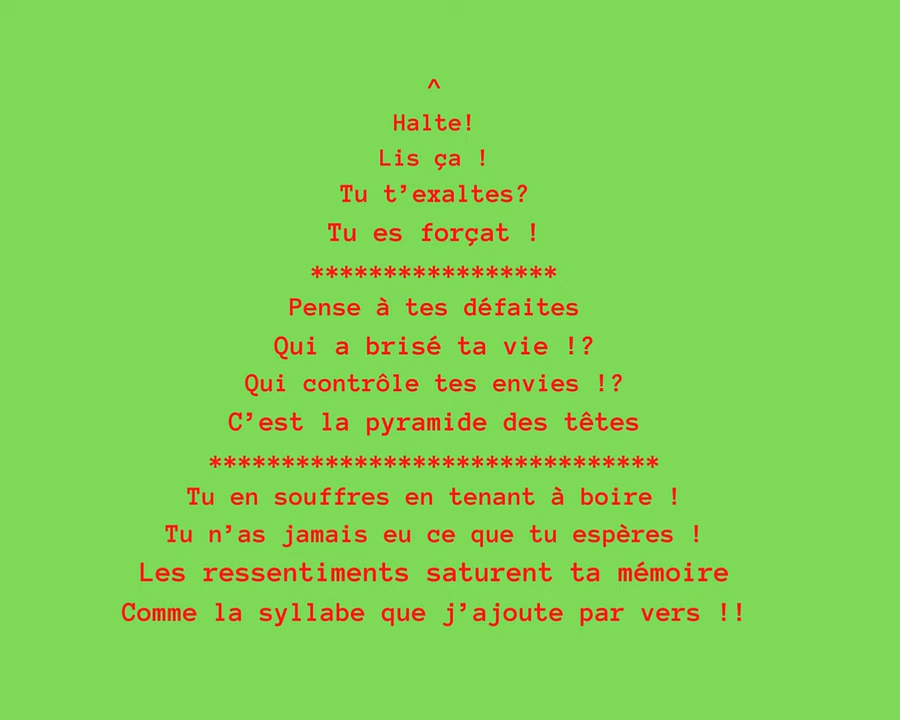 ^
Halte!
Lis ça !
Tu t’exaltes?
Tu es forçat !
*****************
Pense à tes défaites
Qui a brisé ta vie !?
Qui contrôle tes envies !?
C’est la pyramide des têtes
*******************************
Tu en souffres en tenant à boire !
Tu n’as jamais eu ce que tu espères !
Les ressentiments saturent ta mémoire
Comme la syllabe que j’ajoute par vers !!